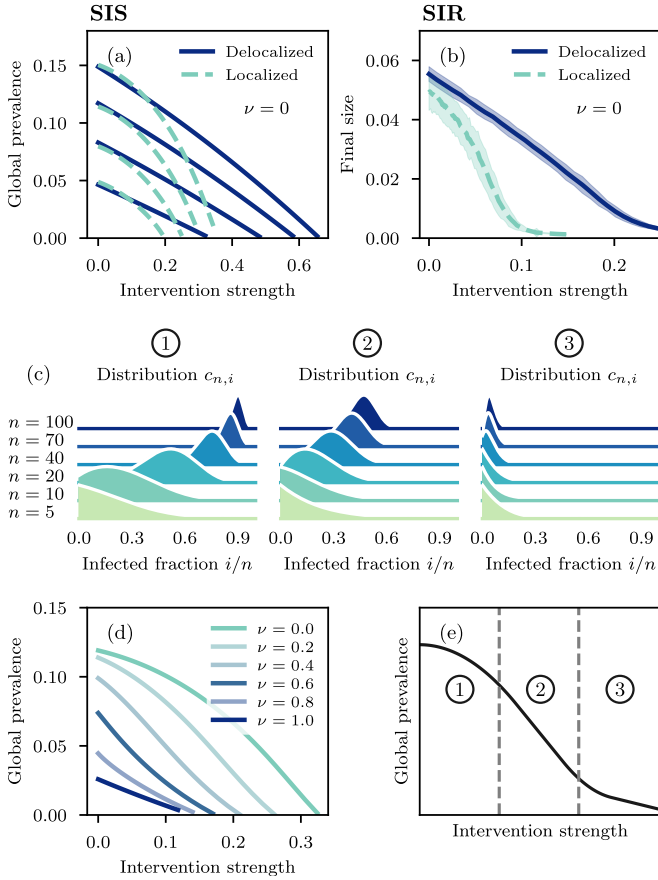 SIS
SIR
(a)
Delocalized
Localized
ν = 0
0.15
0.10
0.05
0.00
Global prevalence
0.0 0.2 0.4 0.6
Intervention strength
(b)
Delocalized
Localized
ν = 0
0.06
0.04
0.02
0.00
Final size
0.0 0.1 0.2
Intervention strength
1
2
3
(c)
Distribution c_{n,i}
Distribution c_{n,i}
Distribution c_{n,i}
n = 100
n = 70
n = 40
n = 20
n = 10
n = 5
0.0 0.3 0.6 0.9
0.0 0.3 0.6 0.9
0.0 0.3 0.6 0.9
Infected fraction i/n
Infected fraction i/n
Infected fraction i/n
(d)
ν = 0.0
ν = 0.2
ν = 0.4
ν = 0.6
ν = 0.8
ν = 1.0
0.15
0.10
0.05
0.00
Global prevalence
0.0 0.1 0.2 0.3
Intervention strength
(e)
1
2
3
Global prevalence
Intervention strength